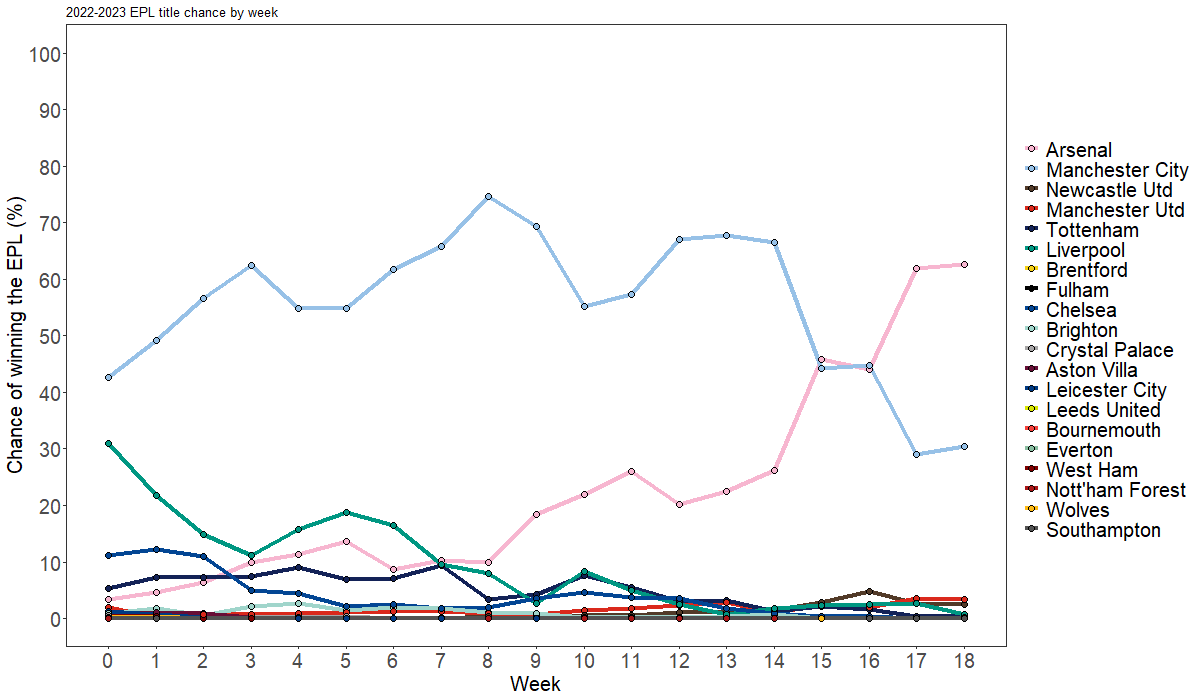 2022-2023 EPL title chance by week
Chance of winning the EPL (%)
100
90
80
70
60
50
40
30
20
10
0
0 1 2 3 4 5 6 7 8 9 10 11 12 13 14 15 16 17 18
Week
Arsenal
Manchester City
Newcastle Utd
Manchester Utd
Tottenham
Liverpool
Brentford
Fulham
Chelsea
Brighton
Crystal Palace
Aston Villa
Leicester City
Leeds United
Bournemouth
Everton
West Ham
Nott'ham Forest
Wolves
Southampton